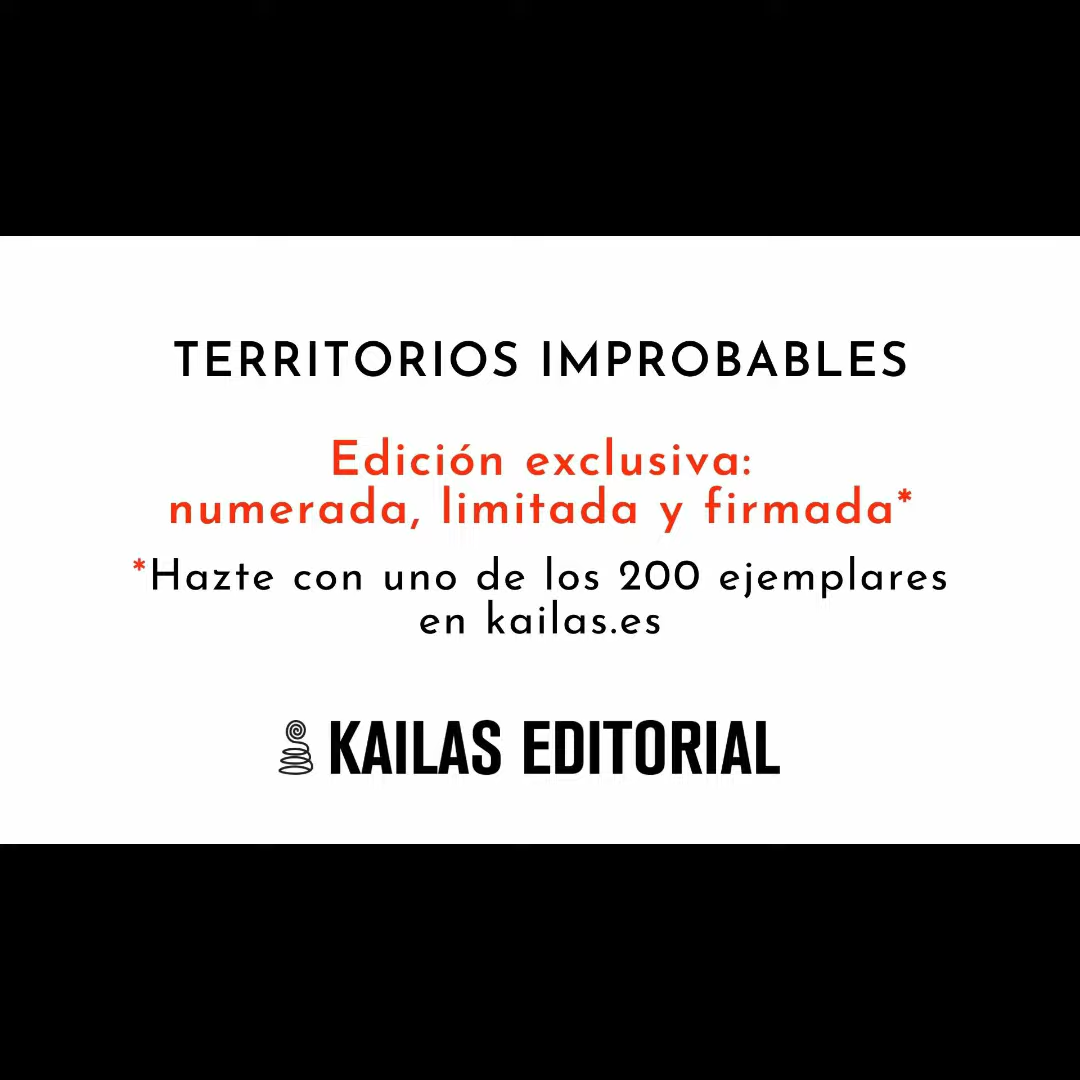 TERRITORIOS IMPROBABLES
Edición exclusiva:
numerada, limitada y firmada*
*Hazte con uno de los 200 ejemplares
en kailas.es
KAILAS EDITORIAL